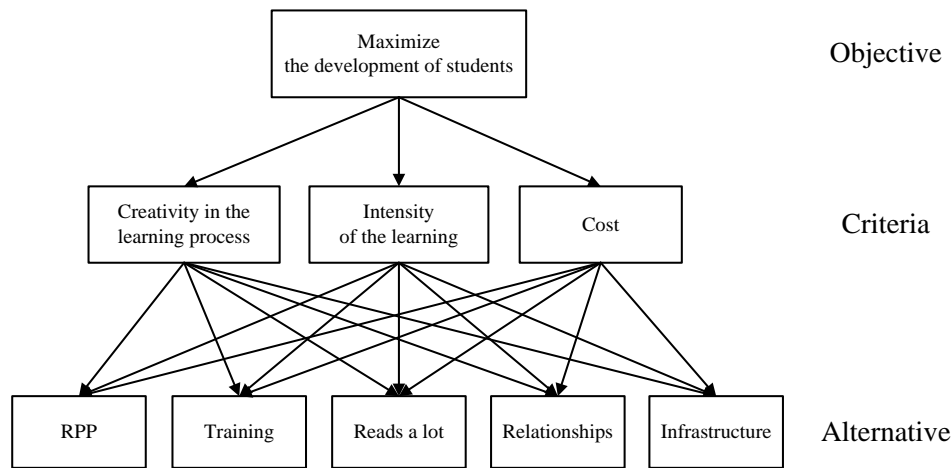 Maximize
the development of students
Objective
Creativity in the
learning process
Intensity
of the learning
Cost
Criteria
RPP
Training
Reads a lot
Relationships
Infrastructure
Alternative